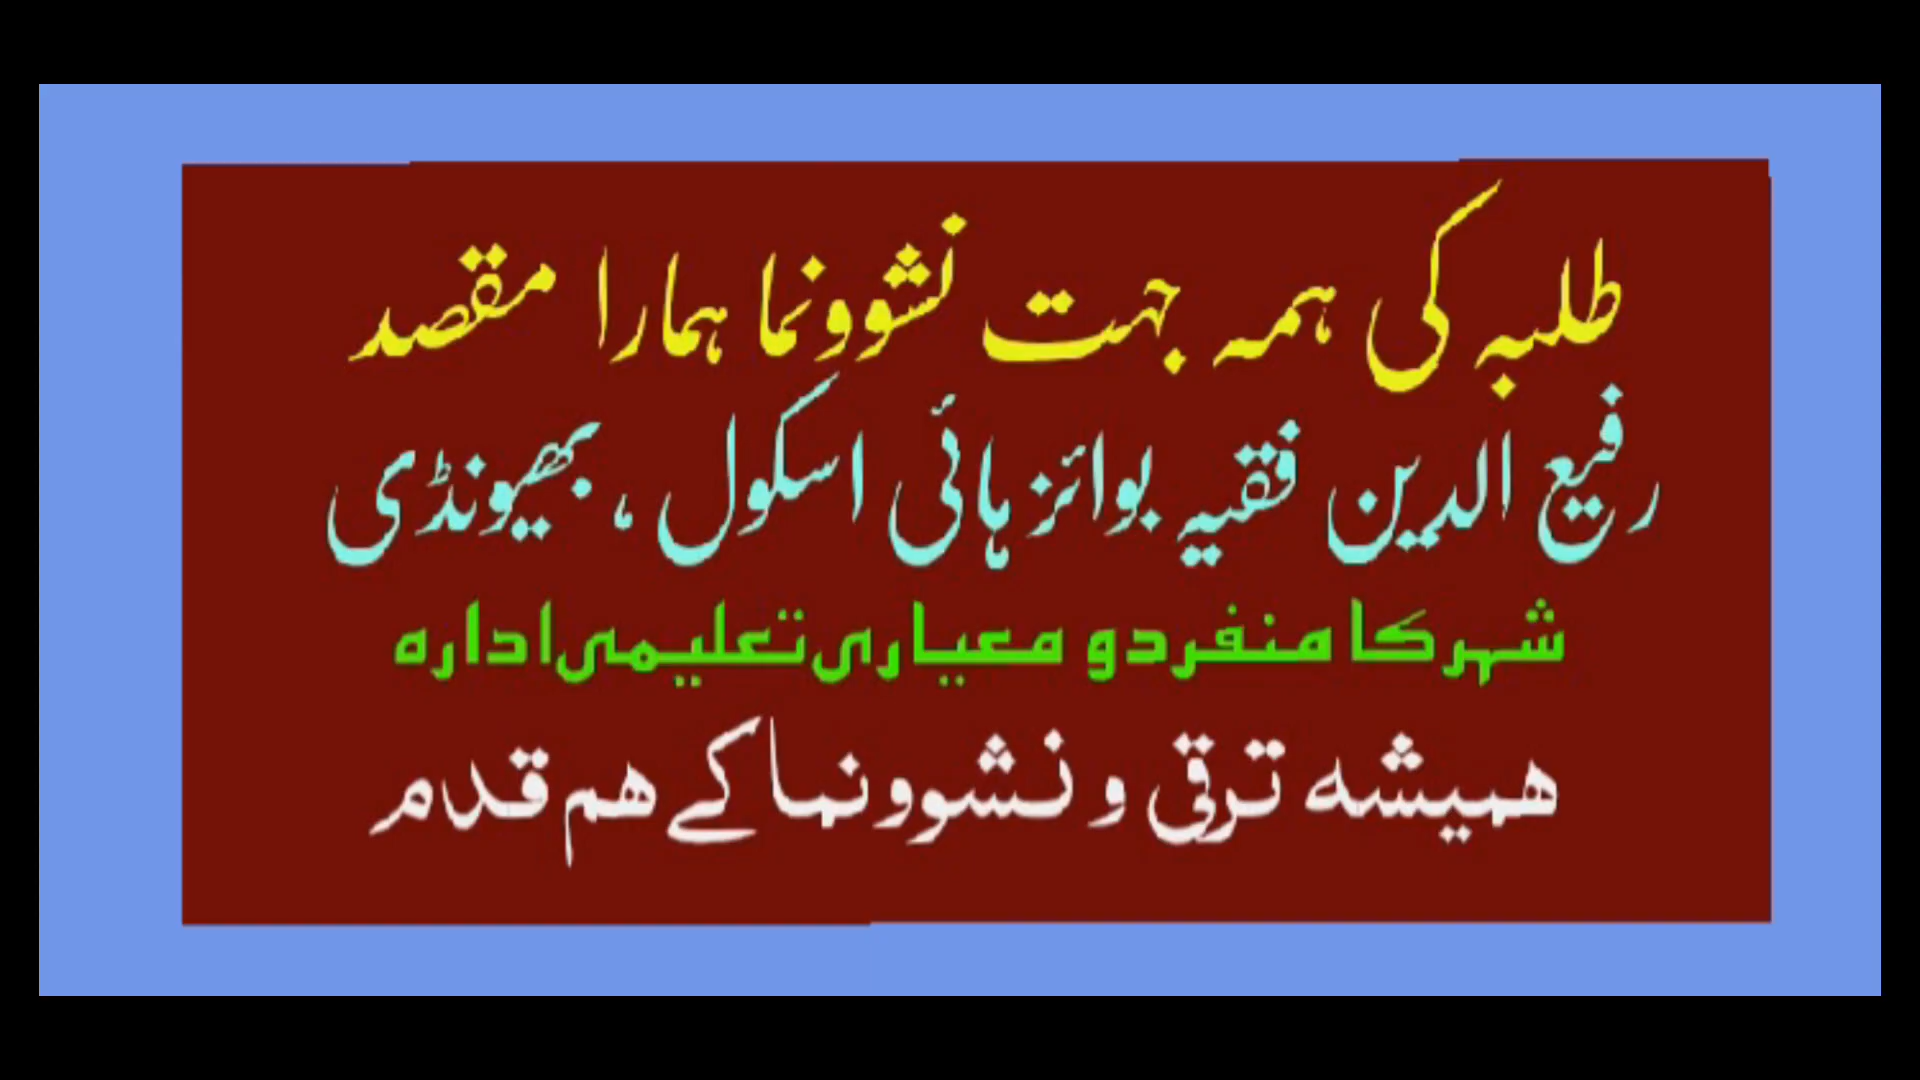 طلبہ کی ہمہ جہت نشوونما ہمارا مقصد
رفیع الدین فقیہ بوائز ہائی اسکول ، بھیونڈی
شہر کا منفرد و معیاری تعلیمی ادارہ
ہمیشہ ترقی و نشوونما کے ہم قدم